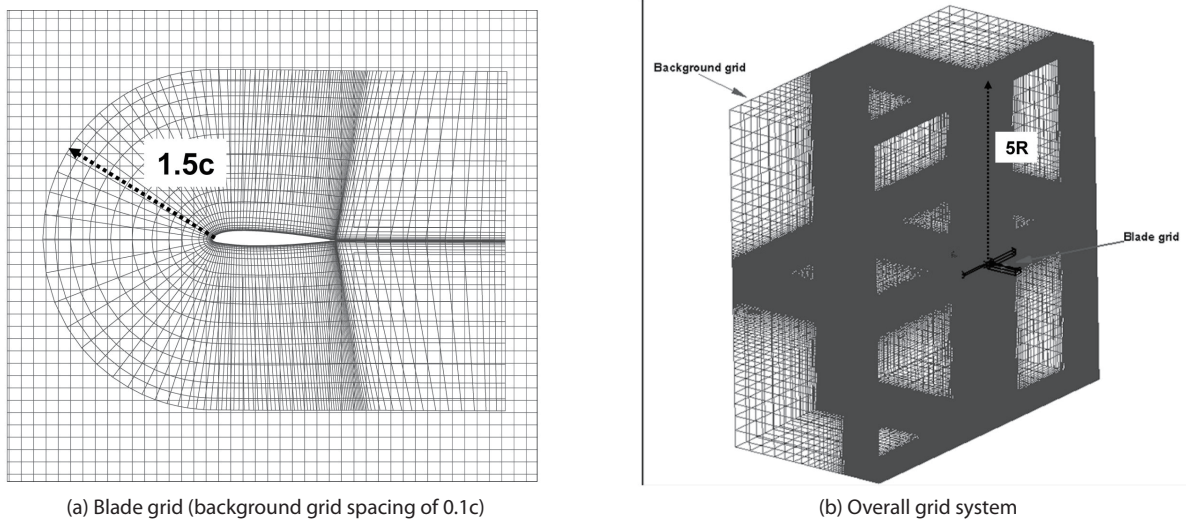 1.5c
(a) Blade grid (background grid spacing of 0.1c)
Background grid
5R
Blade grid
(b) Overall grid system